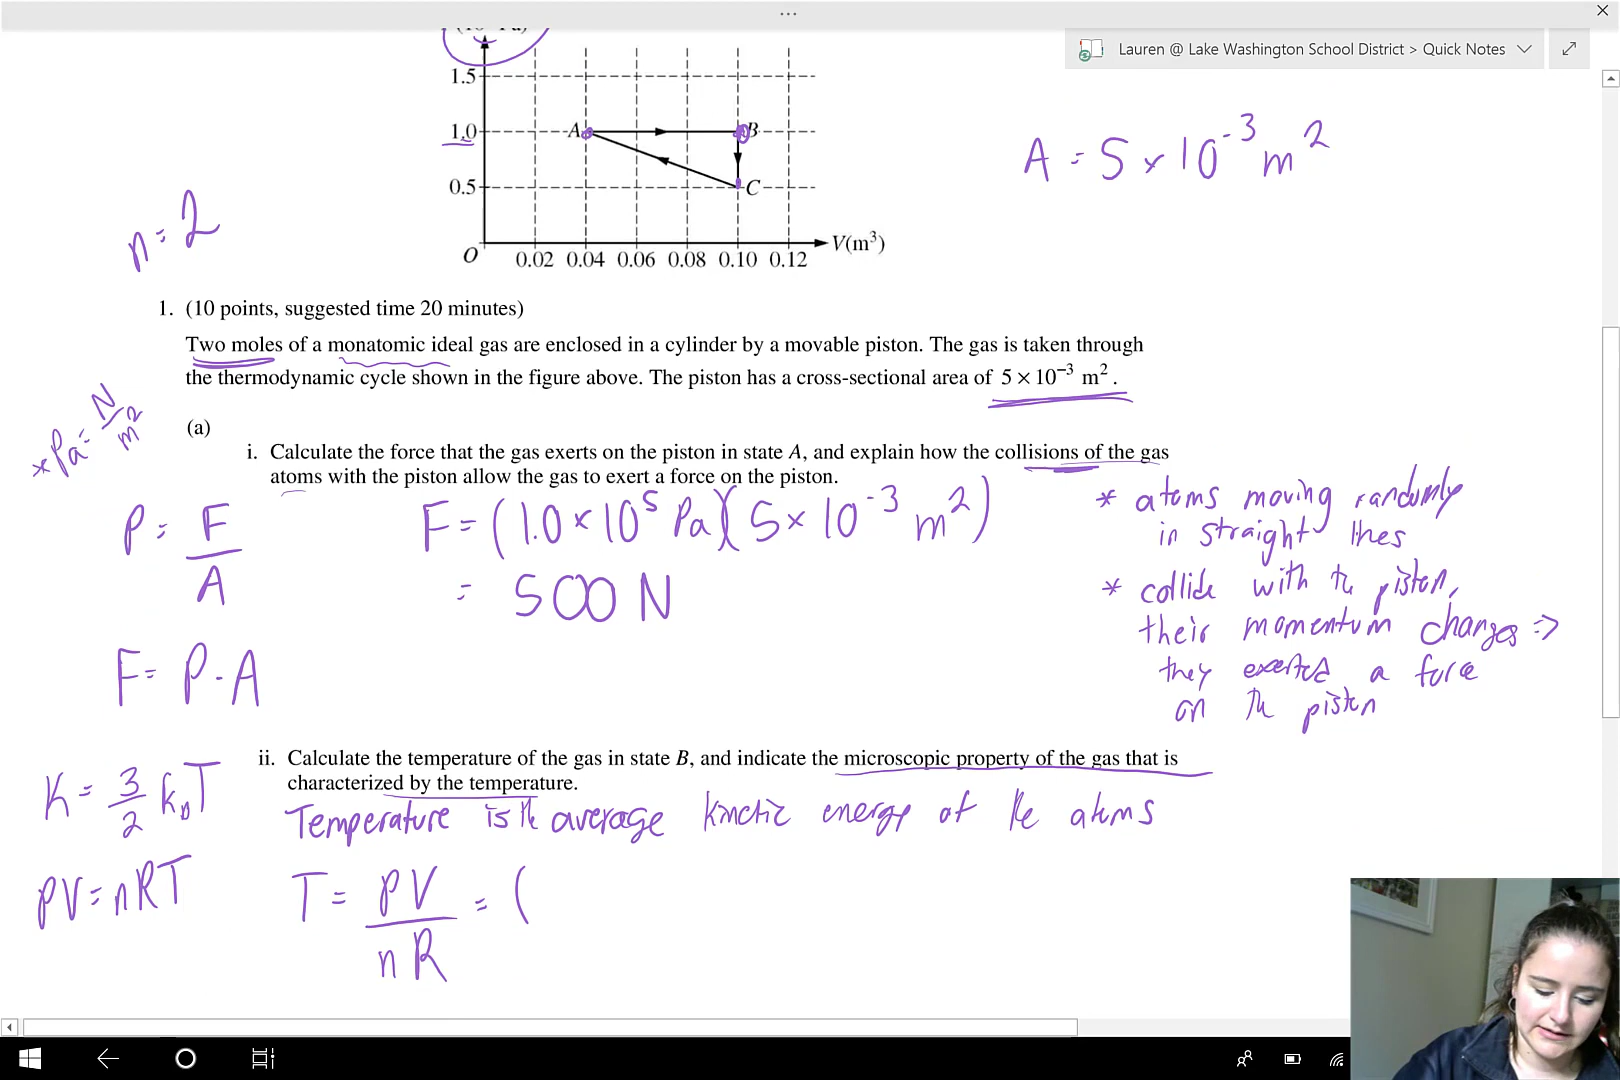 Lauren @ Lake Washington School District > Quick Notes
1.5
A = 5 × 10⁻³ m²
1.0
A
B
0.5
C
n = 2
V(m³)
O
0.02 0.04 0.06 0.08 0.10 0.12
1. (10 points, suggested time 20 minutes)
Two moles of a monatomic ideal gas are enclosed in a cylinder by a movable piston. The gas is taken through
the thermodynamic cycle shown in the figure above. The piston has a cross-sectional area of 5 × 10⁻³ m².
* Pa = N/m²
(a)
i. Calculate the force that the gas exerts on the piston in state A, and explain how the collisions of the gas
atoms with the piston allow the gas to exert a force on the piston.
P = F/A
F = (1.0 × 10⁵ Pa)(5 × 10⁻³ m²)
= 500 N
F = P · A
* atoms moving randomly
in straight lines
* collide with the piston,
their momentum changes ⇒
they exerted a force
on the piston
ii. Calculate the temperature of the gas in state B, and indicate the microscopic property of the gas that is
characterized by the temperature.
K = 3/2 k_B T
Temperature is the average kinetic energy of the atoms
PV = nRT
T = PV/nR = (